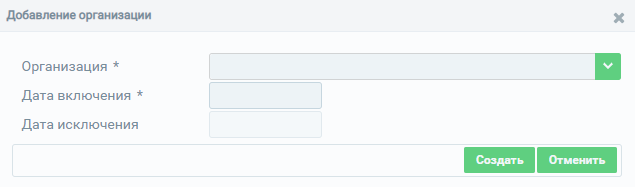 Добавление организации
Организация *
Дата включения *
Дата исключения
Создать Отменить